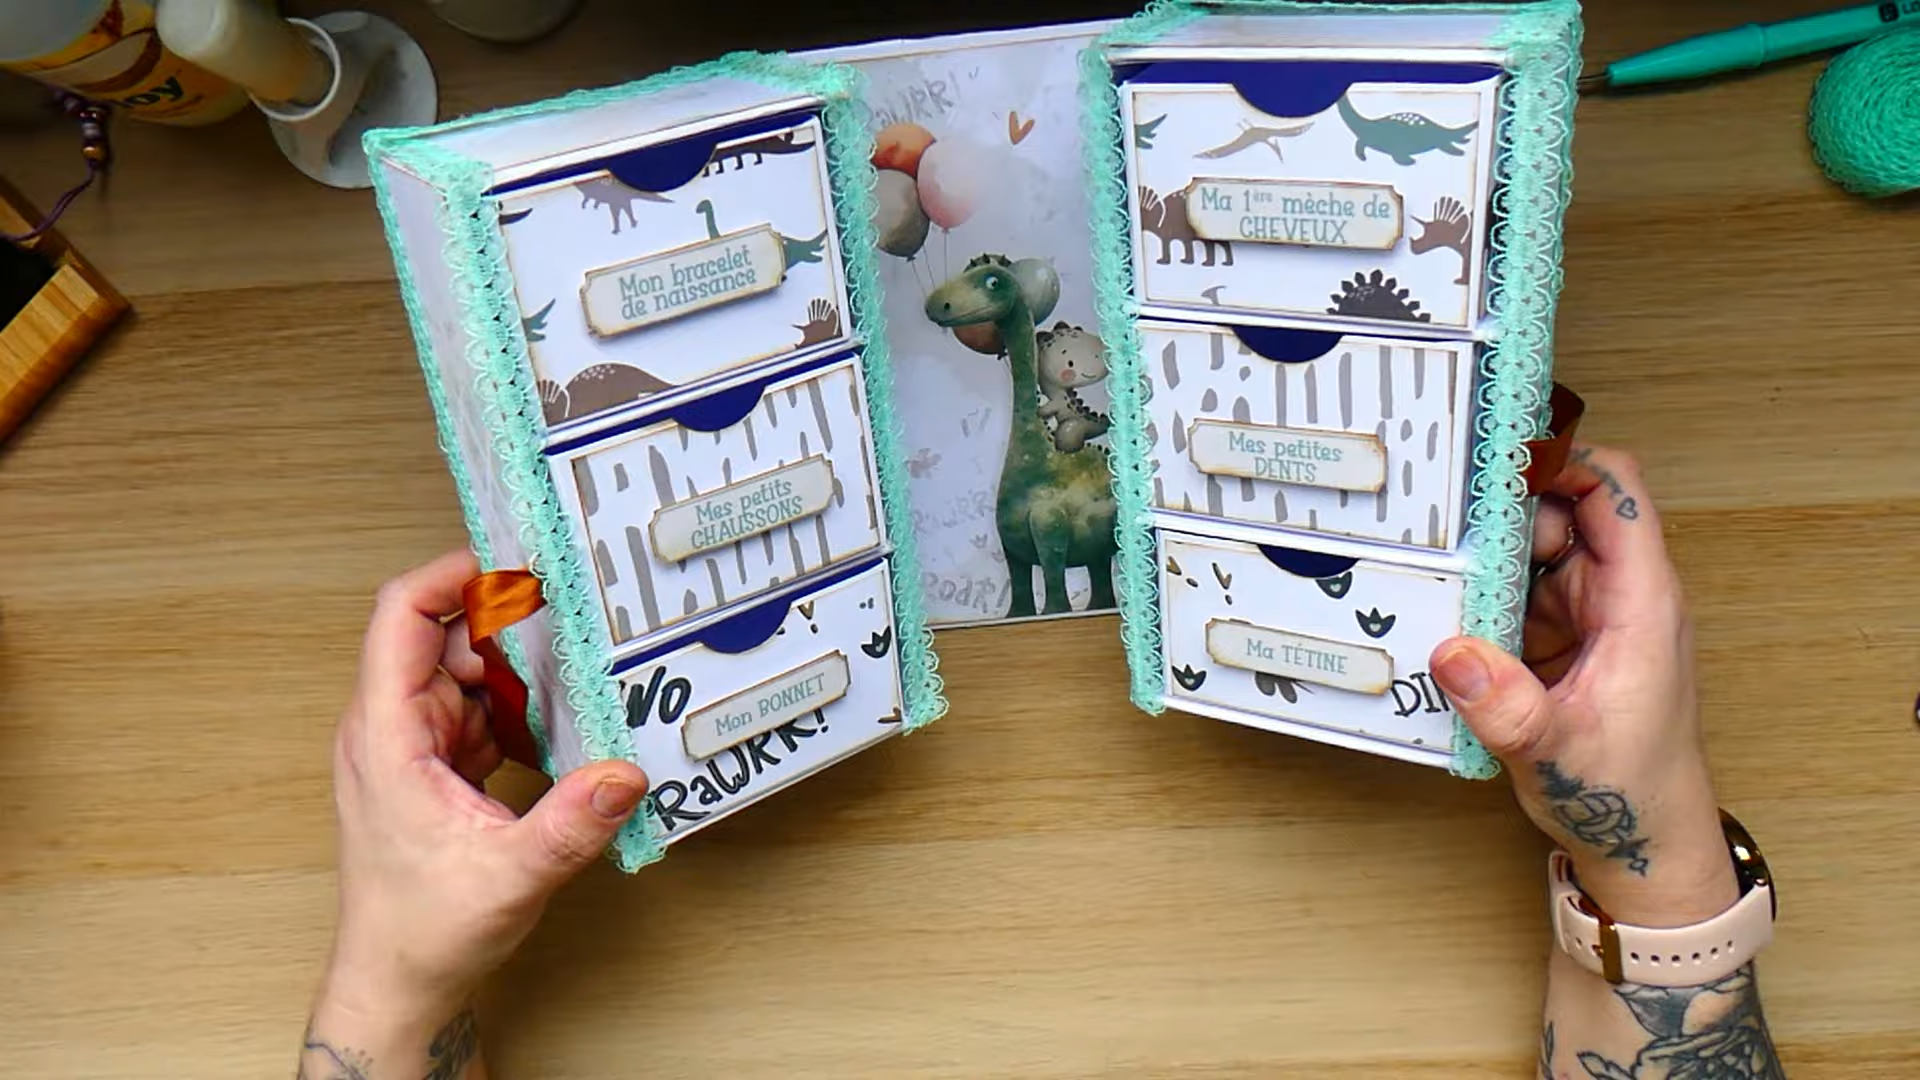 RAWRR!
Mon bracelet
de naissance
Mes petits
CHAUSSONS
NO
Mon BONNET
RaWRR!
Ma 1ère mèche de
CHEVEUX
Mes petites
DENTS
Ma TÉTINE